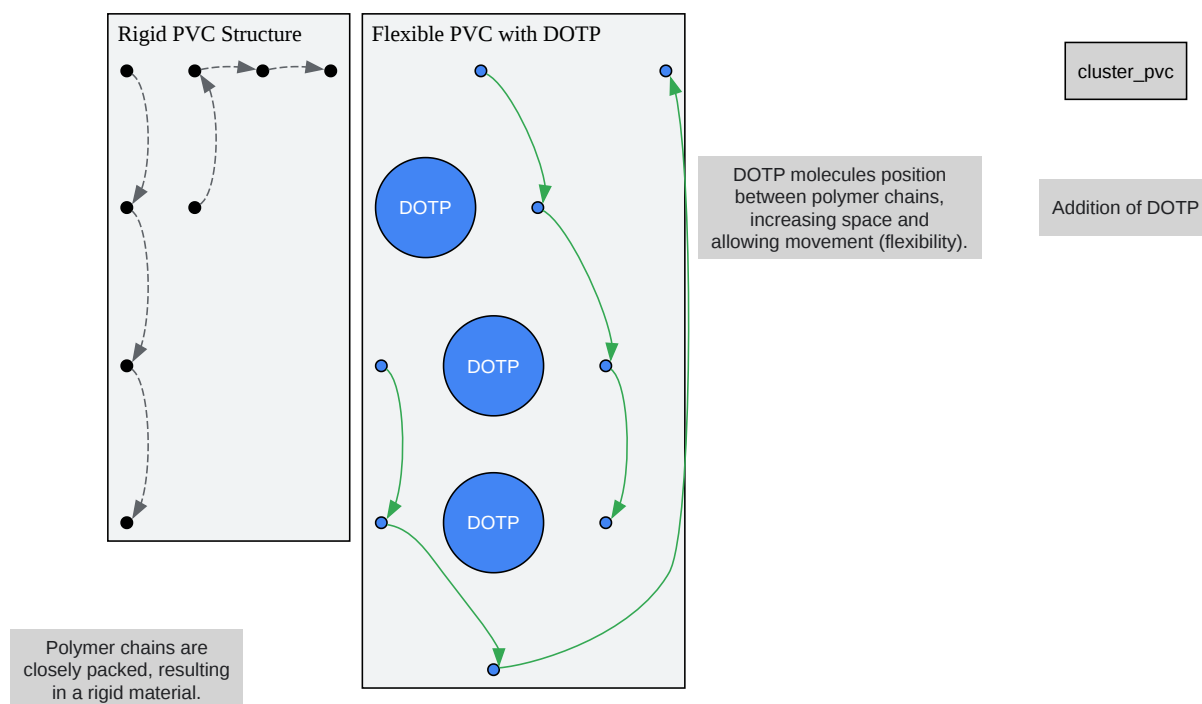 Rigid PVC Structure
Flexible PVC with DOTP
cluster_pvc
DOTP molecules position
between polymer chains,
increasing space and
allowing movement (flexibility).
Addition of DOTP
DOTP
DOTP
DOTP
Polymer chains are
closely packed, resulting
in a rigid material.